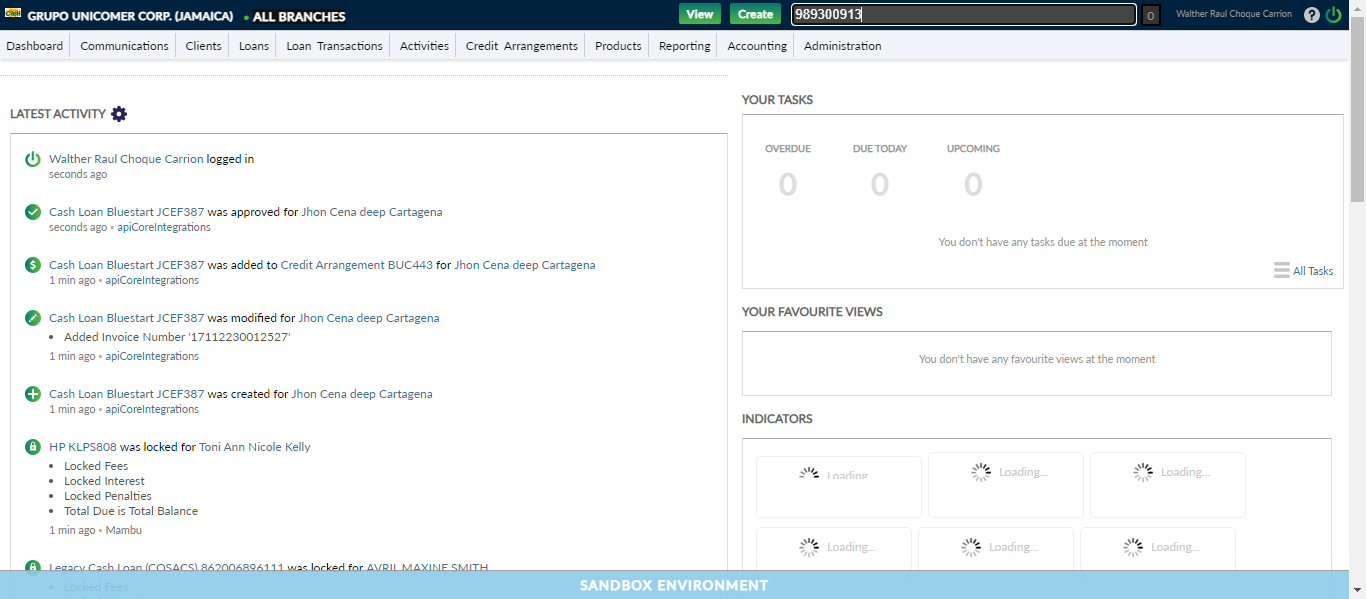 GRUPO UNICOMER CORP. (JAMAICA) • ALL BRANCHES View Create 989300913 0 Walther Raul Choque Carrion ?
Dashboard Communications Clients Loans Loan Transactions Activities Credit Arrangements Products Reporting Accounting Administration
LATEST ACTIVITY
Walther Raul Choque Carrion logged in
seconds ago
Cash Loan Bluestart JCEF387 was approved for Jhon Cena deep Cartagena
seconds ago • apiCoreIntegrations
Cash Loan Bluestart JCEF387 was added to Credit Arrangement BUC443 for Jhon Cena deep Cartagena
1 min ago • apiCoreIntegrations
Cash Loan Bluestart JCEF387 was modified for Jhon Cena deep Cartagena
• Added Invoice Number '17112230012527'
1 min ago • apiCoreIntegrations
Cash Loan Bluestart JCEF387 was created for Jhon Cena deep Cartagena
1 min ago • apiCoreIntegrations
HP KLPS808 was locked for Toni Ann Nicole Kelly
• Locked Fees
• Locked Interest
• Locked Penalties
• Total Due is Total Balance
1 min ago • Mambu
Legacy Cash Loan (COSACS) 862006896111 was locked for AVRIL MAXINE SMITH
• Locked Fees
YOUR TASKS
OVERDUE DUE TODAY UPCOMING
0 0 0
You don't have any tasks due at the moment
All Tasks
YOUR FAVOURITE VIEWS
You don't have any favourite views at the moment
INDICATORS
Loading... Loading... Loading...
Loading... Loading... Loading...
SANDBOX ENVIRONMENT